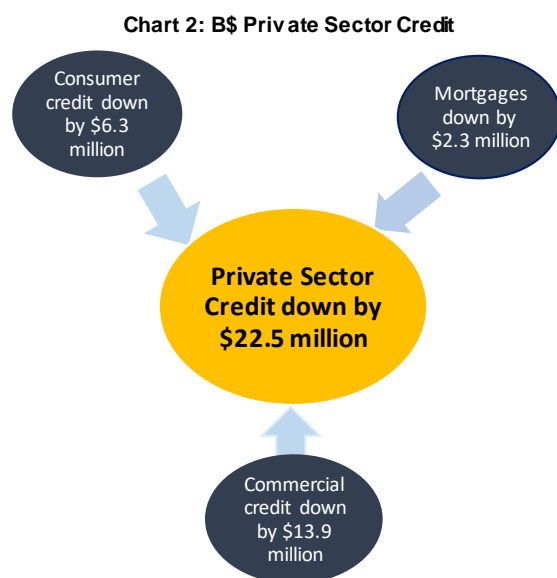 Chart 2: B$ Private Sector Credit
Consumer
credit down
by $6.3
million
Mortgages
down by
$2.3 million
Private Sector
Credit down by
$22.5 million
Commercial
credit down
by $13.9
million